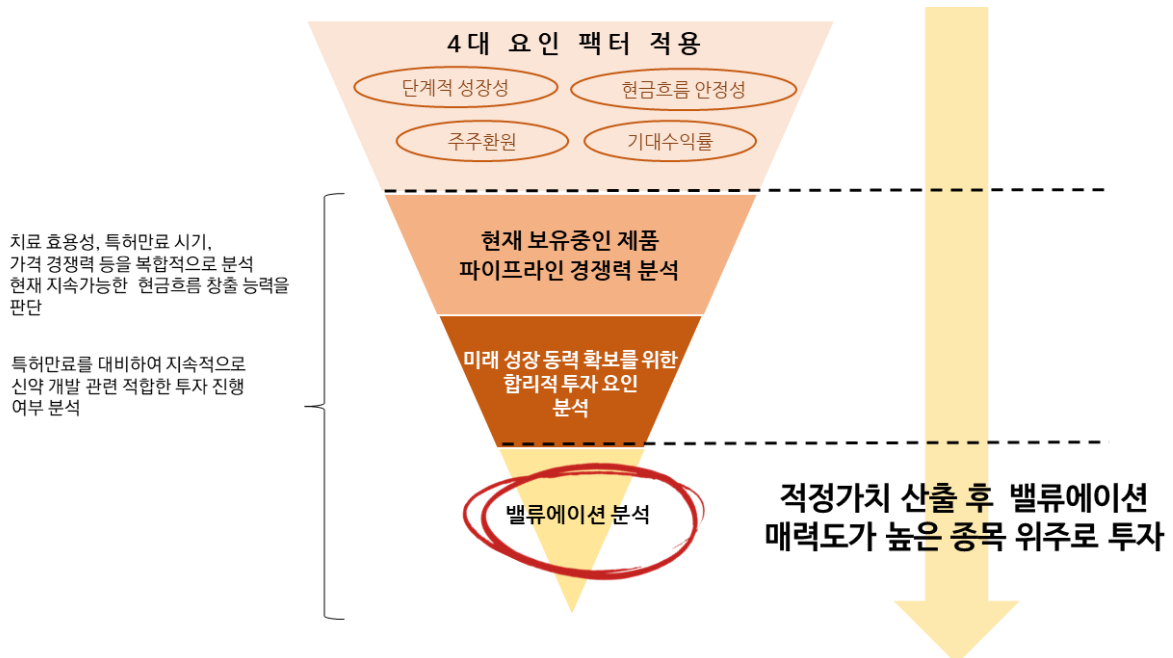 4대 요인 팩터 적용
단계적 성장성
현금흐름 안정성
주주환원
기대수익률
치료 효용성, 특허만료 시기,
가격 경쟁력 등을 복합적으로 분석
현재 지속가능한 현금흐름 창출 능력을
판단
현재 보유중인 제품
파이프라인 경쟁력 분석
특허만료를 대비하여 지속적으로
신약 개발 관련 적합한 투자 진행
여부 분석
미래 성장 동력 확보를 위한
합리적 투자 요인
분석
밸류에이션 분석
적정가치 산출 후 밸류에이션
매력도가 높은 종목 위주로 투자